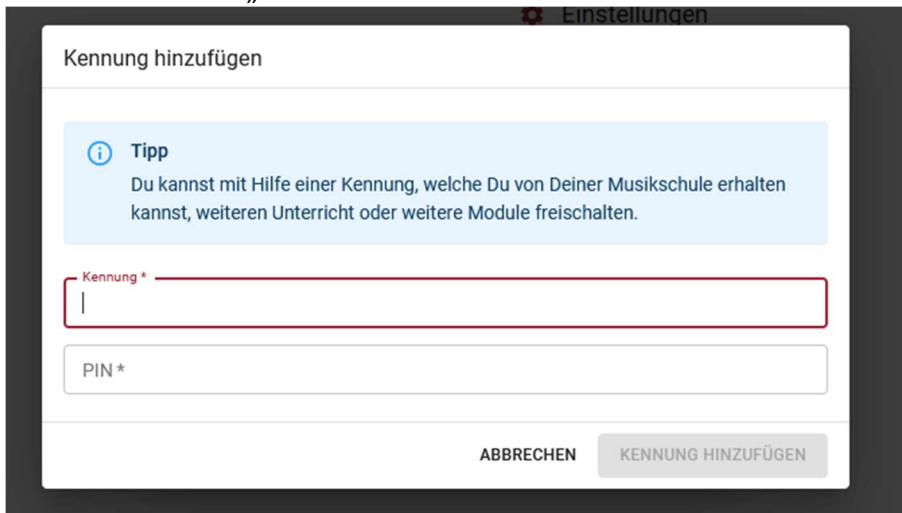 „
Einstellungen
Kennung hinzufügen
Tipp
Du kannst mit Hilfe einer Kennung, welche Du von Deiner Musikschule erhalten
kannst, weiteren Unterricht oder weitere Module freischalten.
Kennung *
PIN *
ABBRECHEN KENNUNG HINZUFÜGEN